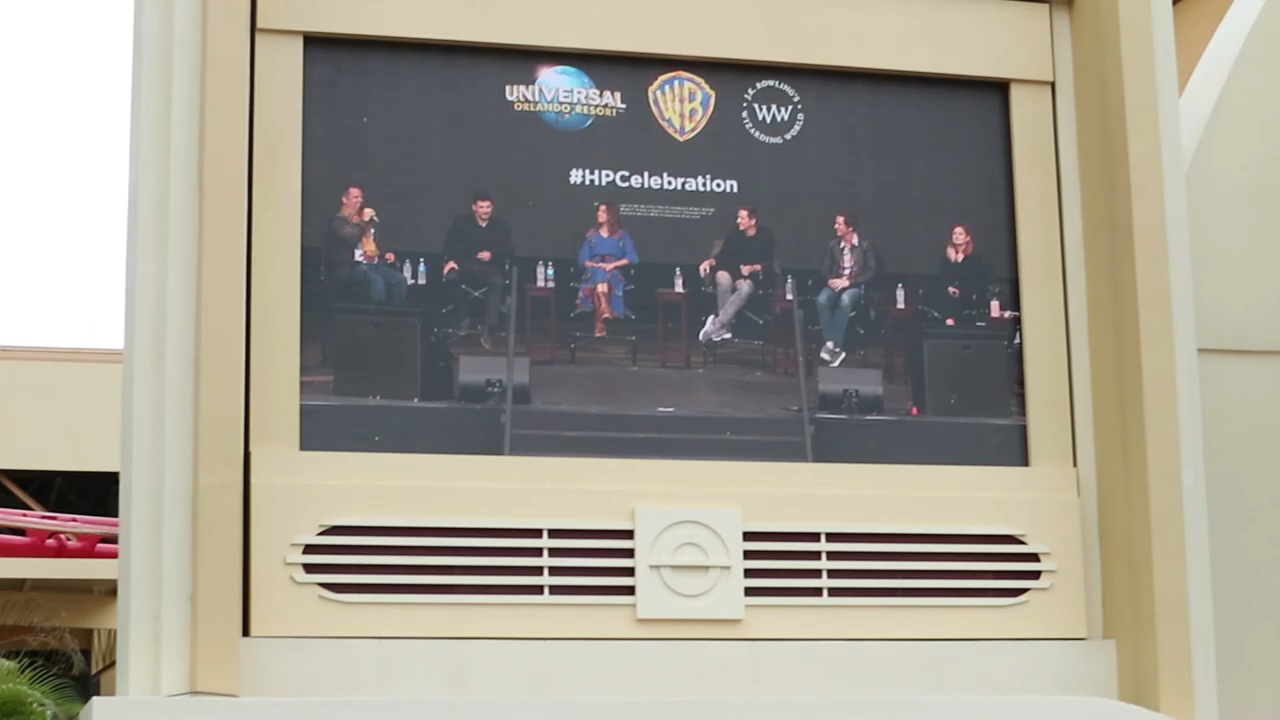 UNIVERSAL
ORLANDO RESORT
WB
J.K. ROWLING'S
WW
WIZARDING WORLD
#HPCelebration